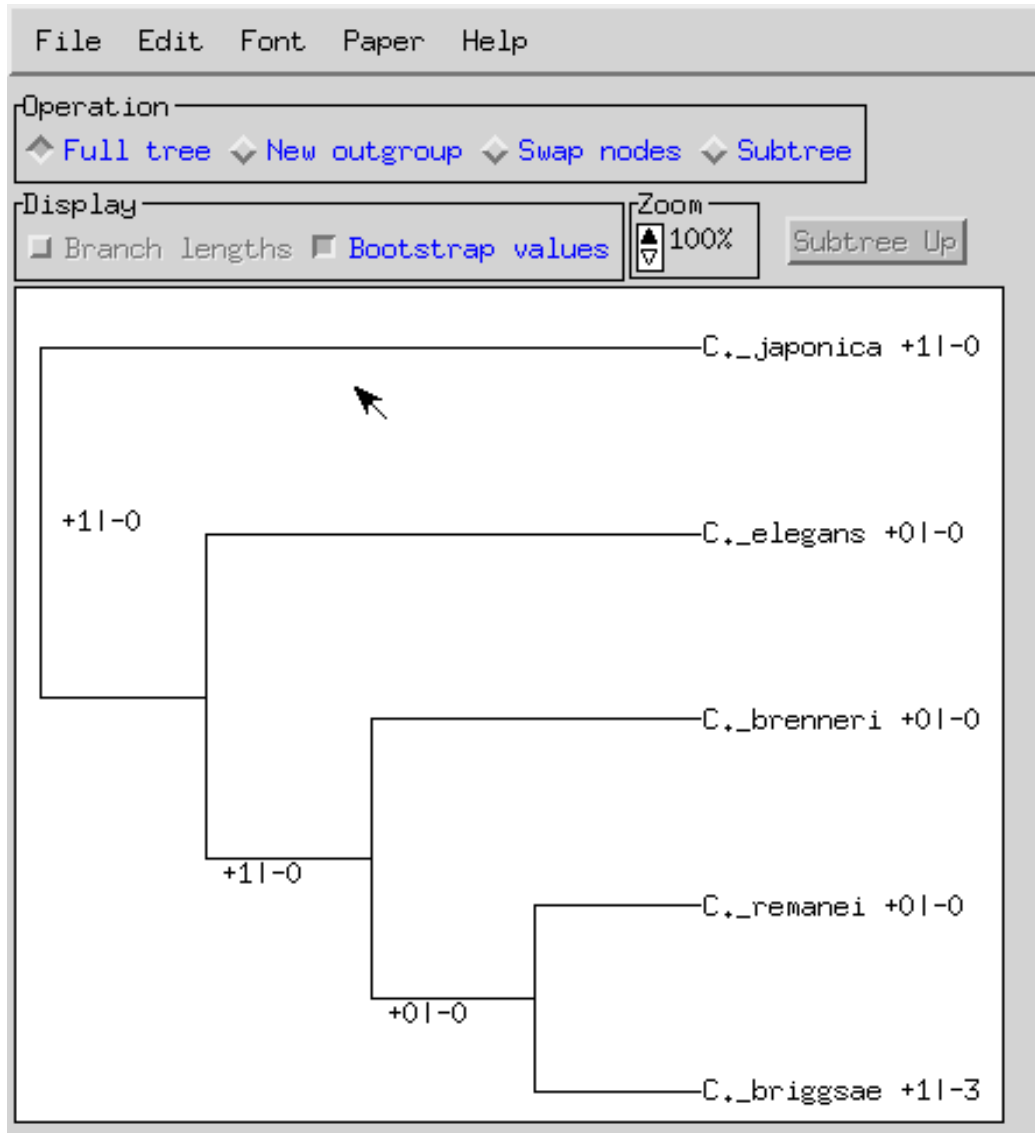 File Edit Font Paper Help
Operation
Full tree New outgroup Swap nodes Subtree
Display Zoom
Branch lengths Bootstrap values 100% Subtree Up
C._japonica +1|-0
+1|-0
C._elegans +0|-0
C._brenneri +0|-0
+1|-0
C._remanei +0|-0
+0|-0
C._briggsae +1|-3